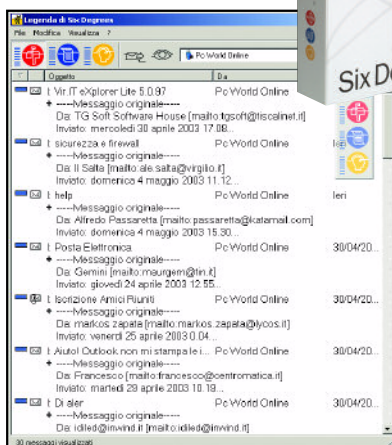 Legenda di Six Degrees
File Modifica Visualizza ?
Pc World Online
Oggetto Da
I: Vir.IT eXplorer Lite 5.0.97 Pc World Online
-----Messaggio originale-----
Da: TG Soft Software House [mailto:tgsoft@tiscalinet.it]
Inviato: mercoledì 30 aprile 2003 17.08...
I: sicurezza e firewall Pc World Online Ieri
-----Messaggio originale-----
Da: Il Salta [mailto:ale.salta@virgilio.it]
Inviato: domenica 4 maggio 2003 11.12...
I: help Pc World Online Ieri
-----Messaggio originale-----
Da: Alfredo Passaretta [mailto:passaretta@katamail.com]
Inviato: domenica 4 maggio 2003 15.30...
I: Posta Elettronica Pc World Online 30/04/20...
-----Messaggio originale-----
Da: Gemini [mailto:maurgem@tin.it]
Inviato: giovedì 24 aprile 2003 12.55...
I: Iscrizione Amici Riuniti Pc World Online 30/04/20...
-----Messaggio originale-----
Da: markos zapata [mailto:markos.zapata@lycos.it]
Inviato: venerdì 25 aprile 2003 0.04...
I: Aiuto! Outlook non mi stampa le i... Pc World Online 30/04/20...
-----Messaggio originale-----
Da: Francesco [mailto:francesco@centromatica.it]
Inviato: martedì 29 aprile 2003 10.19...
I: Di aler Pc World Online 30/04/20...
-----Messaggio originale-----
Da: idiled@inwind.it [mailto:idiled@inwind.it]
30 messaggi visualizzati
Six De